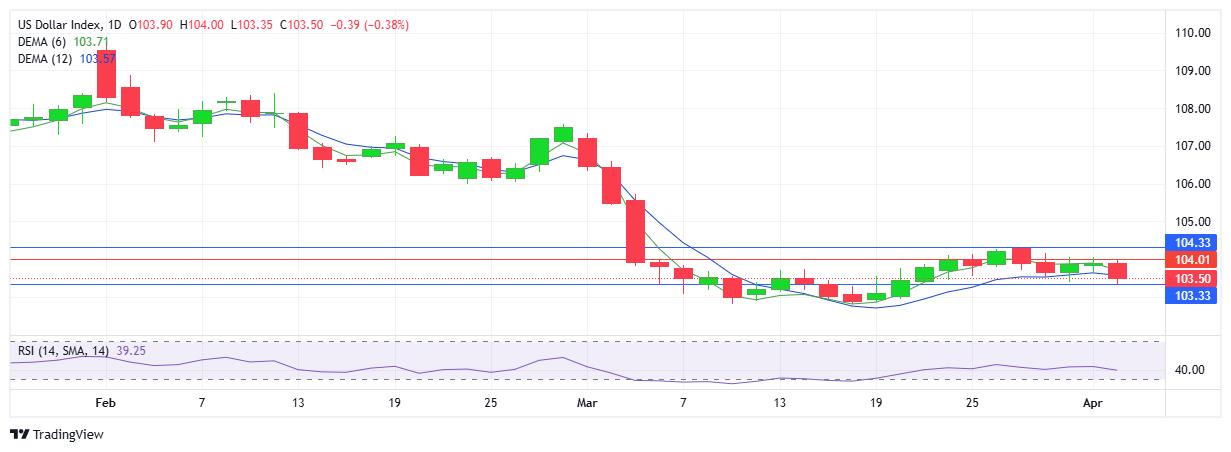 US Dollar Index, 1D O103.90 H104.00 L103.35 C103.50 −0.39 (−0.38%)
DEMA (6) 103.71
DEMA (12) 103.57
110.00
109.00
108.00
107.00
106.00
105.00
104.33
104.01
103.50
103.33
RSI (14, SMA, 14) 39.25
40.00
Feb 7 13 19 25 Mar 7 13 19 25 Apr
TradingView